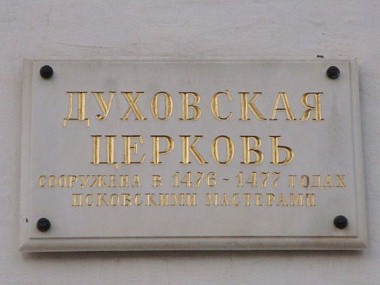 ДУХОВСКАЯ
ЦЕРКОВЬ
СООРУЖЕНА В 1476-1477 ГОДАХ
ПСКОВСКИМИ МАСТЕРАМИ